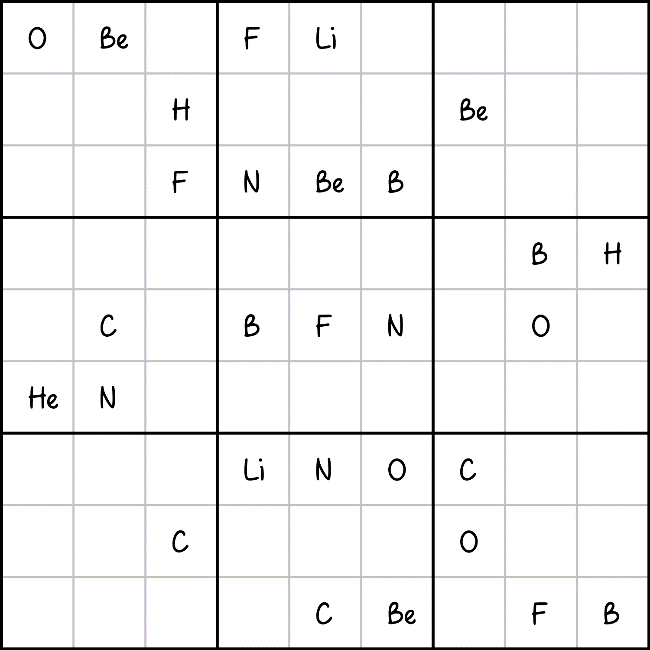 O Be F Li
H Be
F N Be B
B H
C B F N O
He N
Li N O C
C O
C Be F B